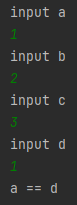 input a
1
input b
2
input c
3
input d
1
a == d